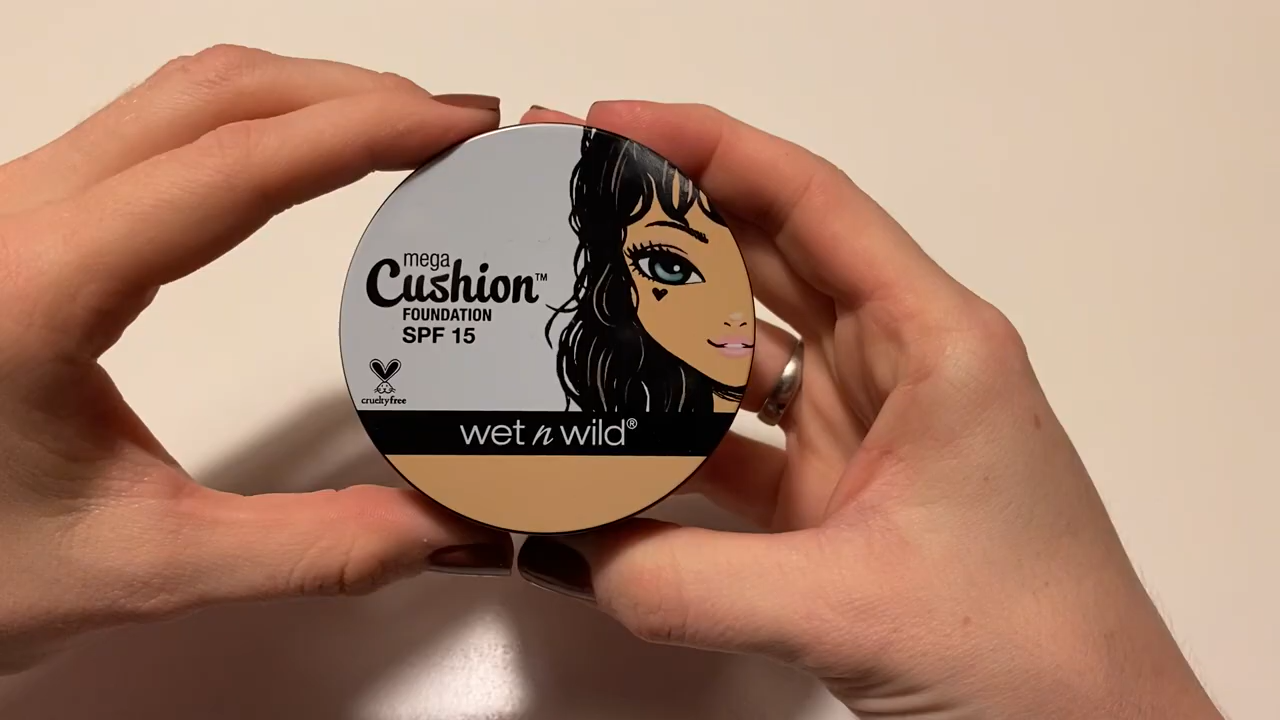 mega
Cushion™
FOUNDATION
SPF 15
crueltyfree
wet n wild®